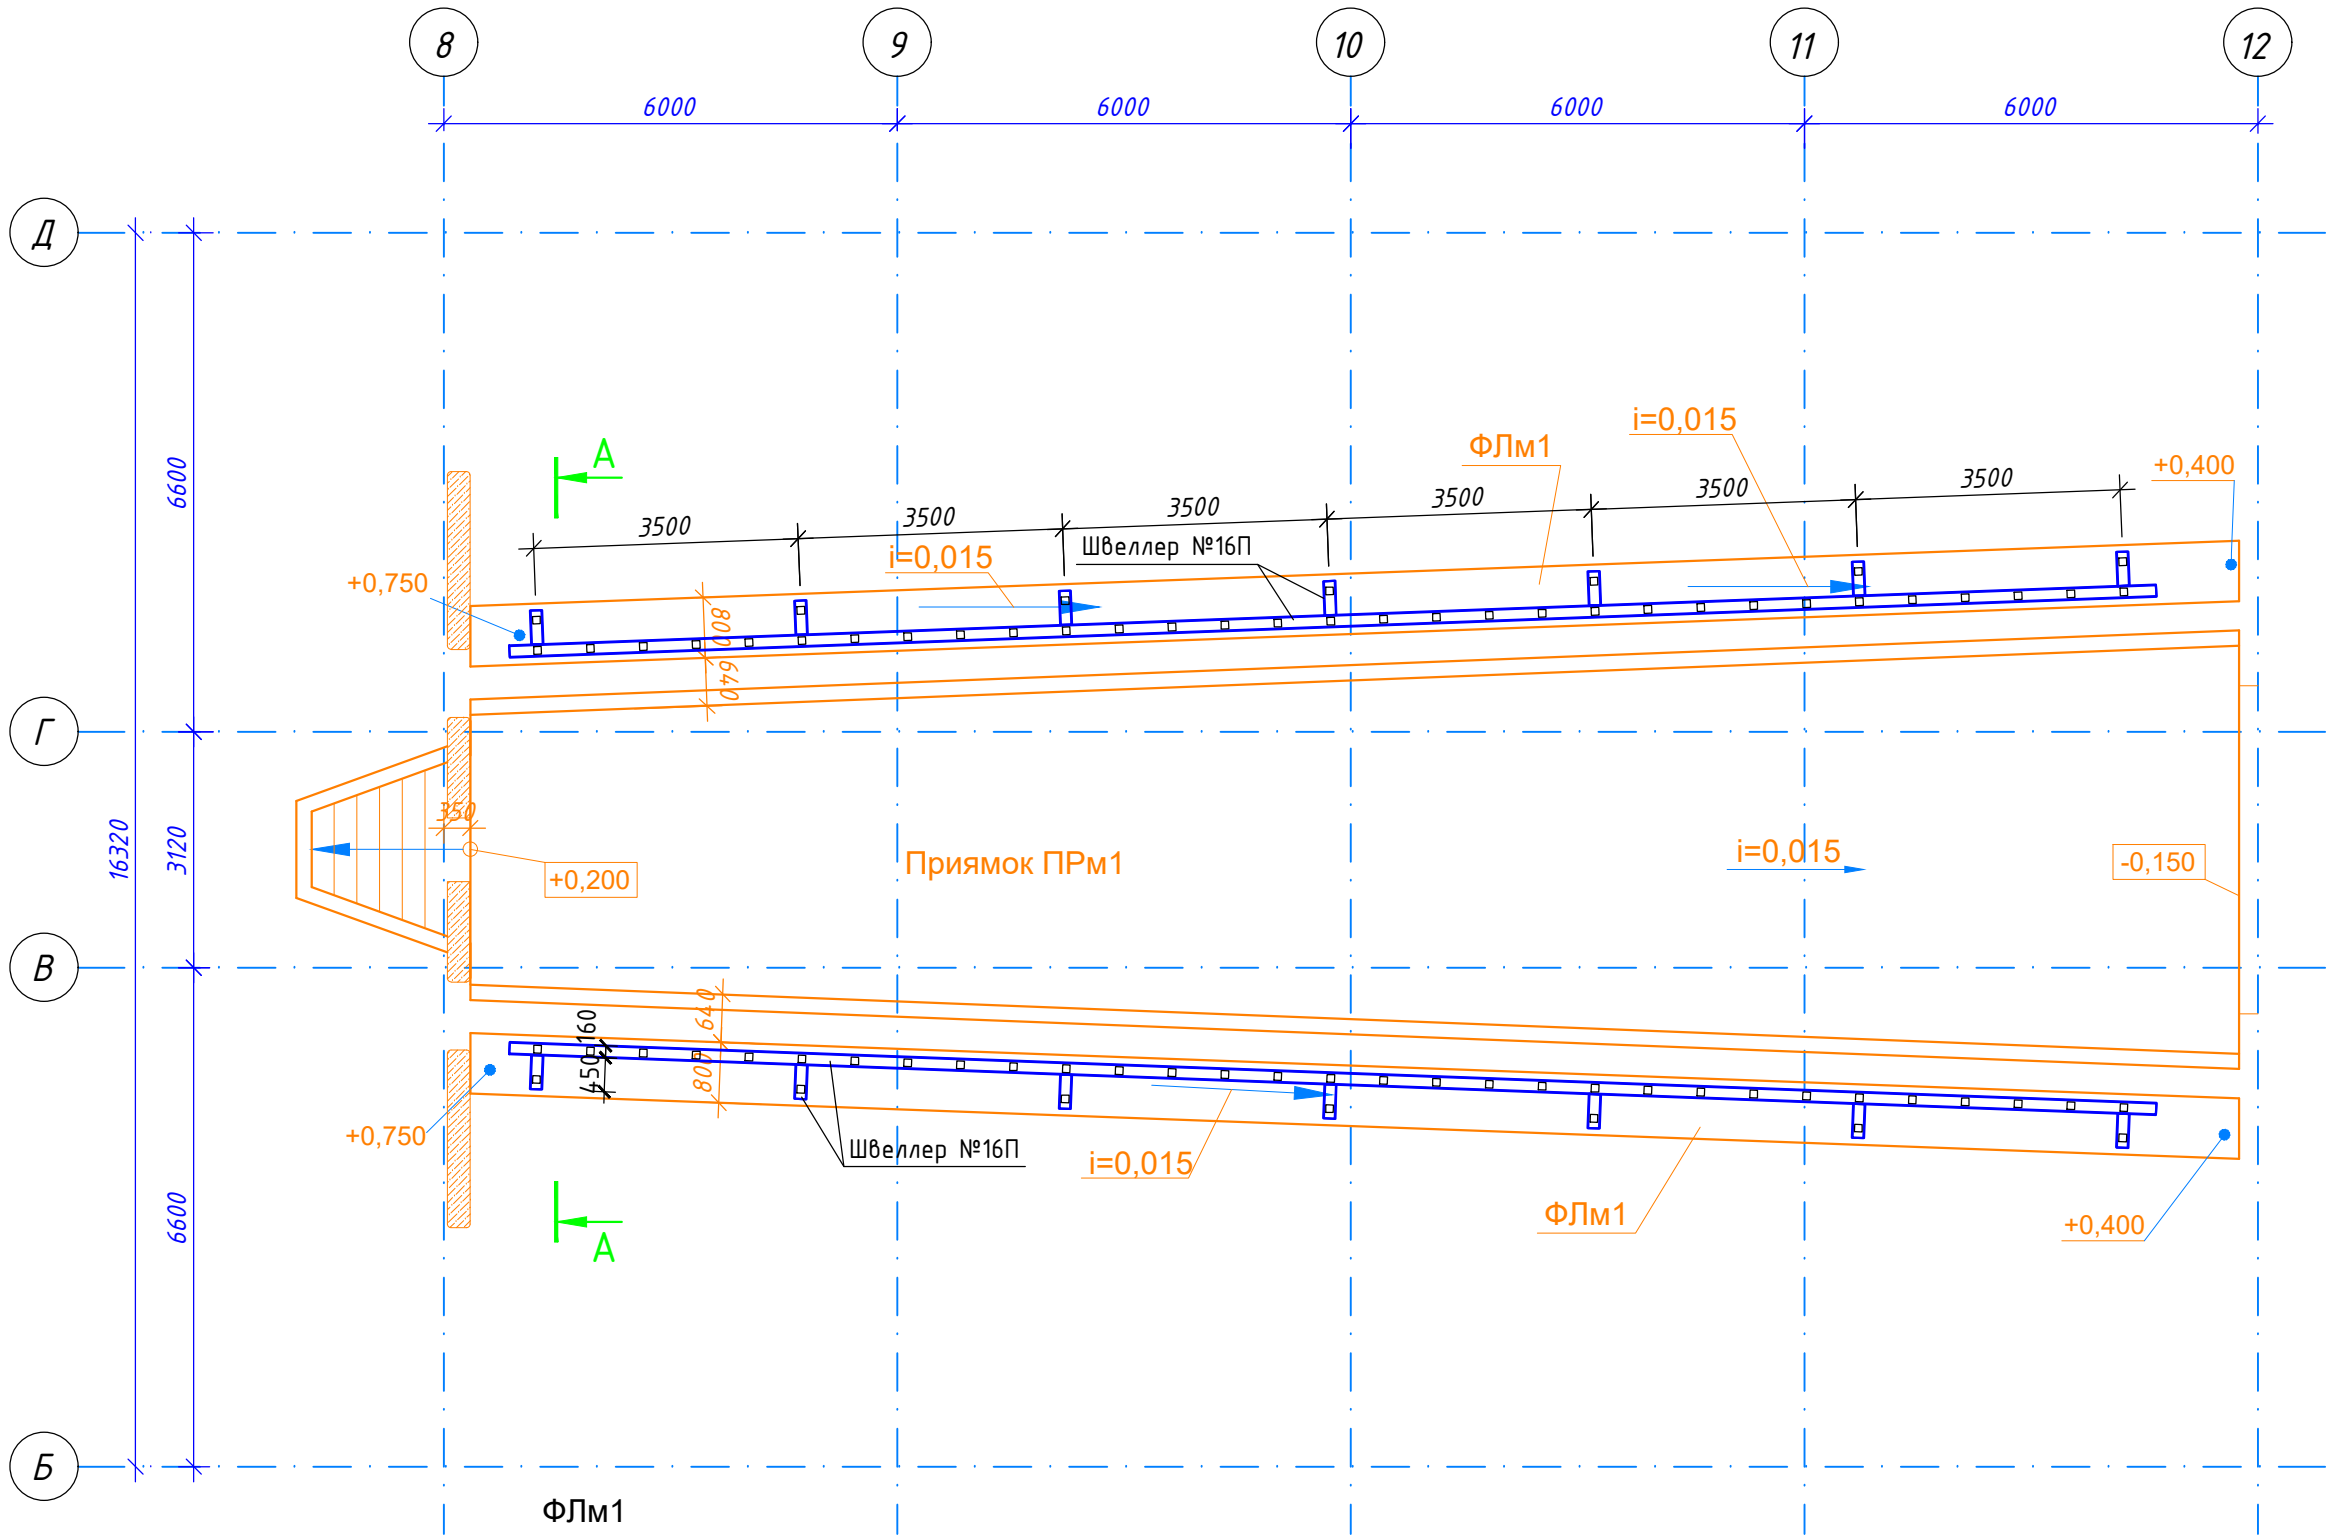 8 9 10 11 12
6000 6000 6000 6000
Д
6600
ФЛм1
i=0,015
+0,400
3500 3500 3500 3500 3500 3500
Швеллер №16П
i=0,015
+0,750
800
640
Г
350
16320
3120
+0,200
Приямок ПРм1
i=0,015
-0,150
В
640
160
450
800
+0,750
Швеллер №16П
i=0,015
ФЛм1
+0,400
6600
А
А
Б
ФЛм1